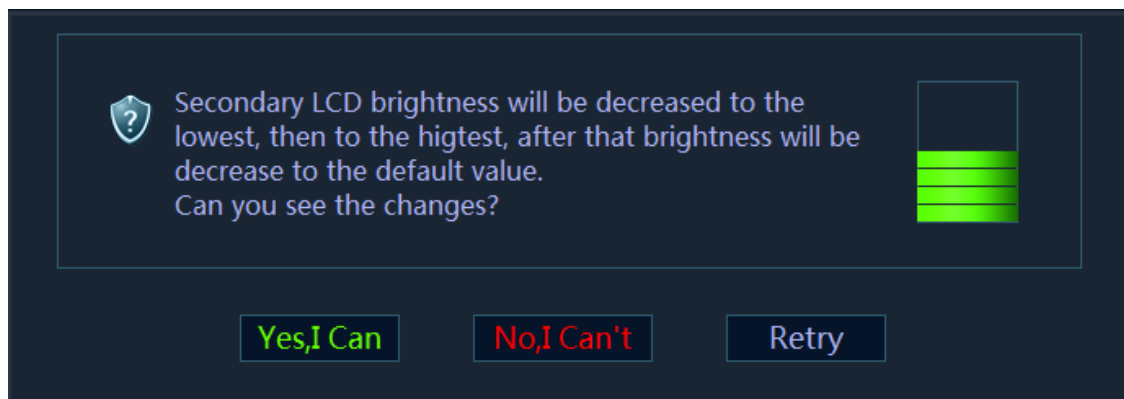 Secondary LCD brightness will be decreased to the
lowest, then to the higtest, after that brightness will be
decrease to the default value.
Can you see the changes?
Yes,I Can
No,I Can't
Retry